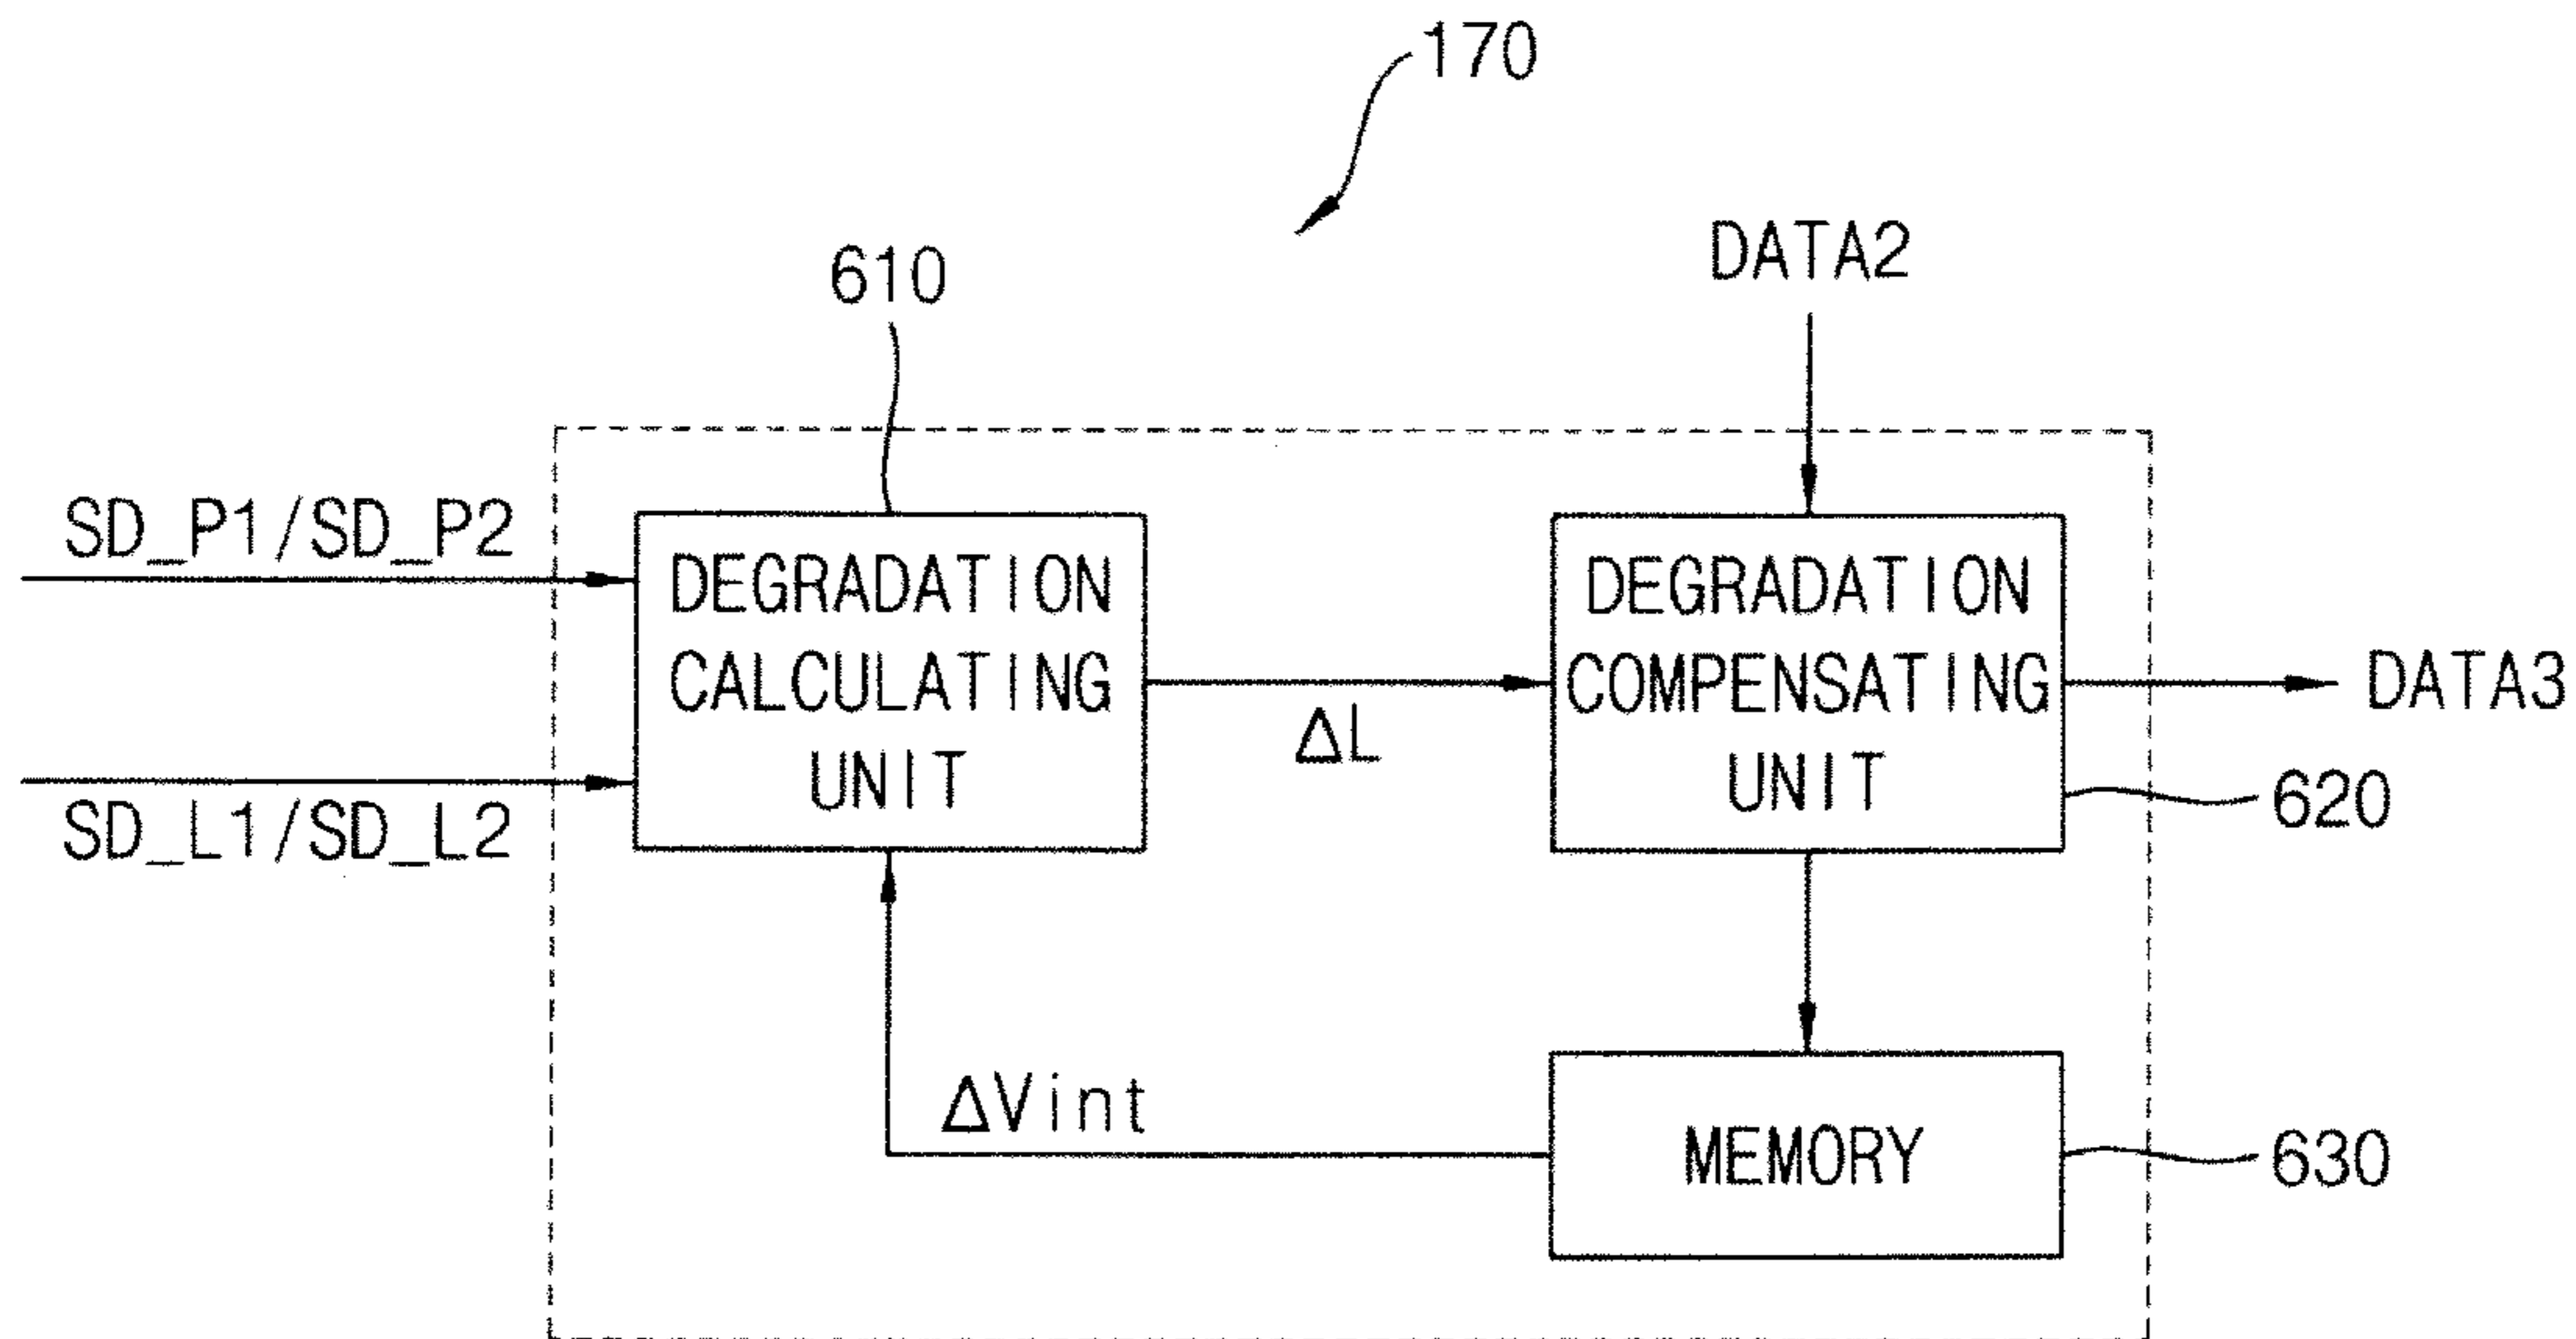 170
610
DATA2
SD_P1/SD_P2
DEGRADATION
CALCULATING
UNIT
DEGRADATION
COMPENSATING
UNIT
SD_L1/SD_L2
ΔL
DATA3
620
ΔVint
MEMORY
630